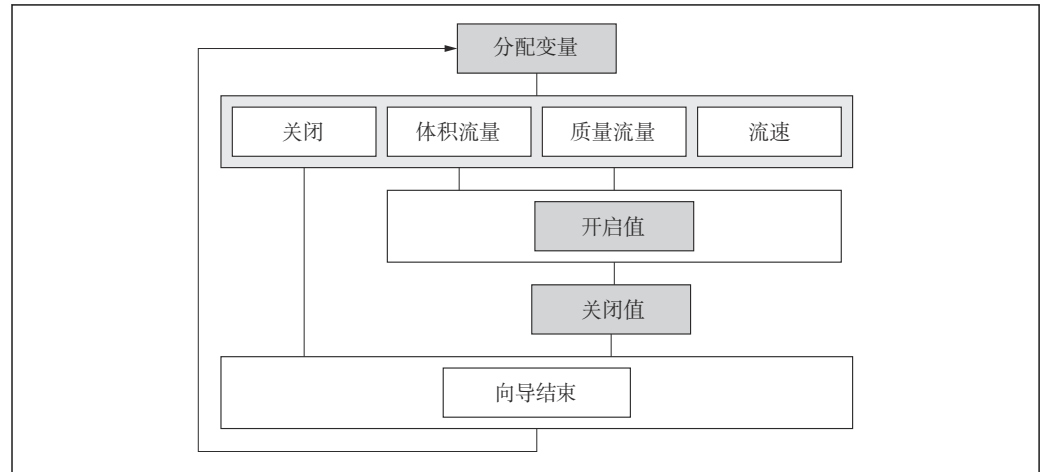 分配变量
关闭 体积流量 质量流量 流速
开启值
关闭值
向导结束